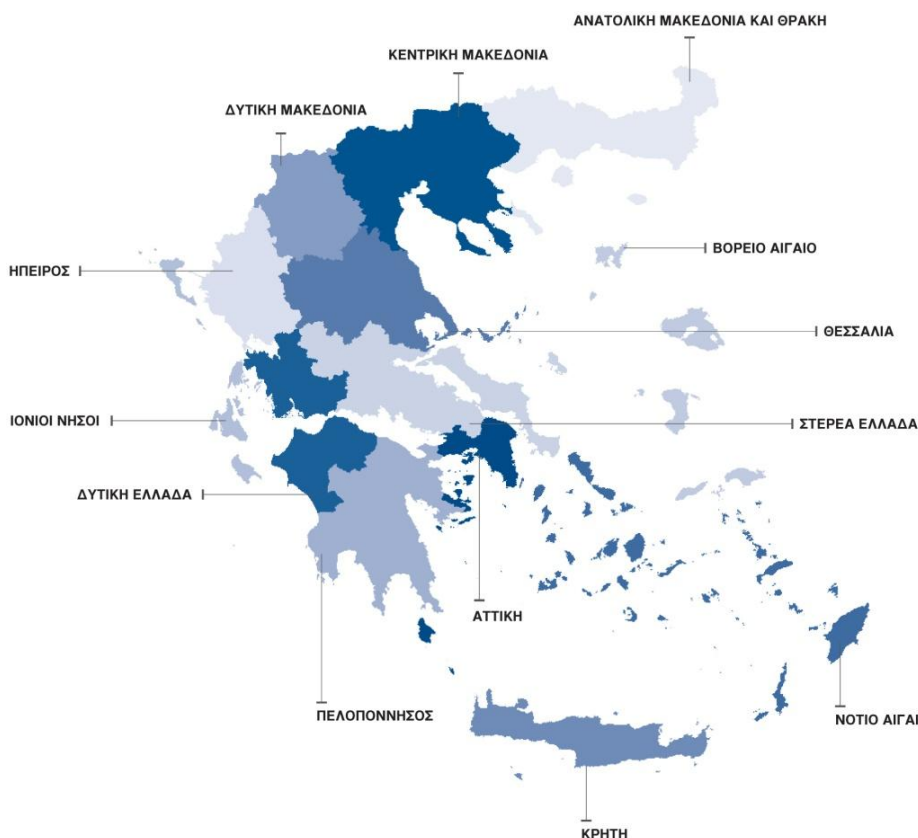 ΑΝΑΤΟΛΙΚΗ ΜΑΚΕΔΟΝΙΑ ΚΑΙ ΘΡΑΚΗ
ΚΕΝΤΡΙΚΗ ΜΑΚΕΔΟΝΙΑ
ΔΥΤΙΚΗ ΜΑΚΕΔΟΝΙΑ
ΒΟΡΕΙΟ ΑΙΓΑΙΟ
ΗΠΕΙΡΟΣ
ΘΕΣΣΑΛΙΑ
ΙΟΝΙΟΙ ΝΗΣΟΙ
ΣΤΕΡΕΑ ΕΛΛΑΔΑ
ΔΥΤΙΚΗ ΕΛΛΑΔΑ
ΑΤΤΙΚΗ
ΠΕΛΟΠΟΝΝΗΣΟΣ
ΝΟΤΙΟ ΑΙΓΑΙ
ΚΡΗΤΗ